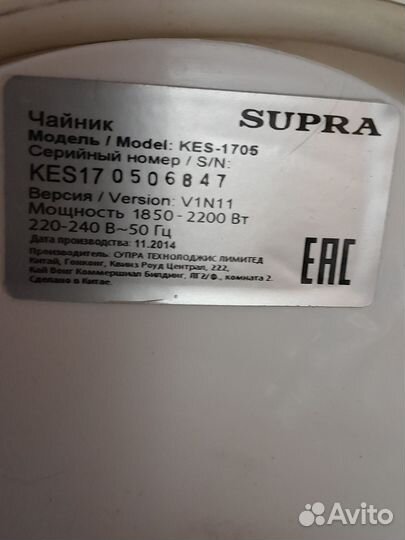 Чайник
SUPRA
Модель / Model: KES-1705
Серийный номер / S/N:
KES17 0506847
Версия / Version: V1N11
Мощность 1850-2200 Вт
220-240 В~50 Гц
Дата производства: 11.2014
Производитель: СУПРА ТЕХНОЛОДЖИС ЛИМИТЕД
Китай, Гонконг, Квинз Роуд Централ, 222,
Кай Вонг Коммершиал Билдинг, ЛГ2/Ф., комната 2.
Сделано в Китае.
EAC
Avito